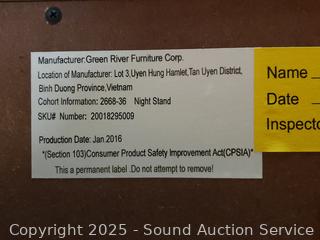 Manufacturer:Green River Furniture Corp.
Location of Manufacturer: Lot 3,Uyen Hung Hamlet,Tan Uyen District,
Binh Duong Province,Vietnam
Cohort Information: 2668-36 Night Stand
SKU# Number: 20018295009
Production Date: Jan.2016
*(Section 103)Consumer Product Safety Improvement Act(CPSIA)*
This a permanent label .Do not attempt to remove!
Name
Date
Inspecto
Copyright 2025 - Sound Auction Service